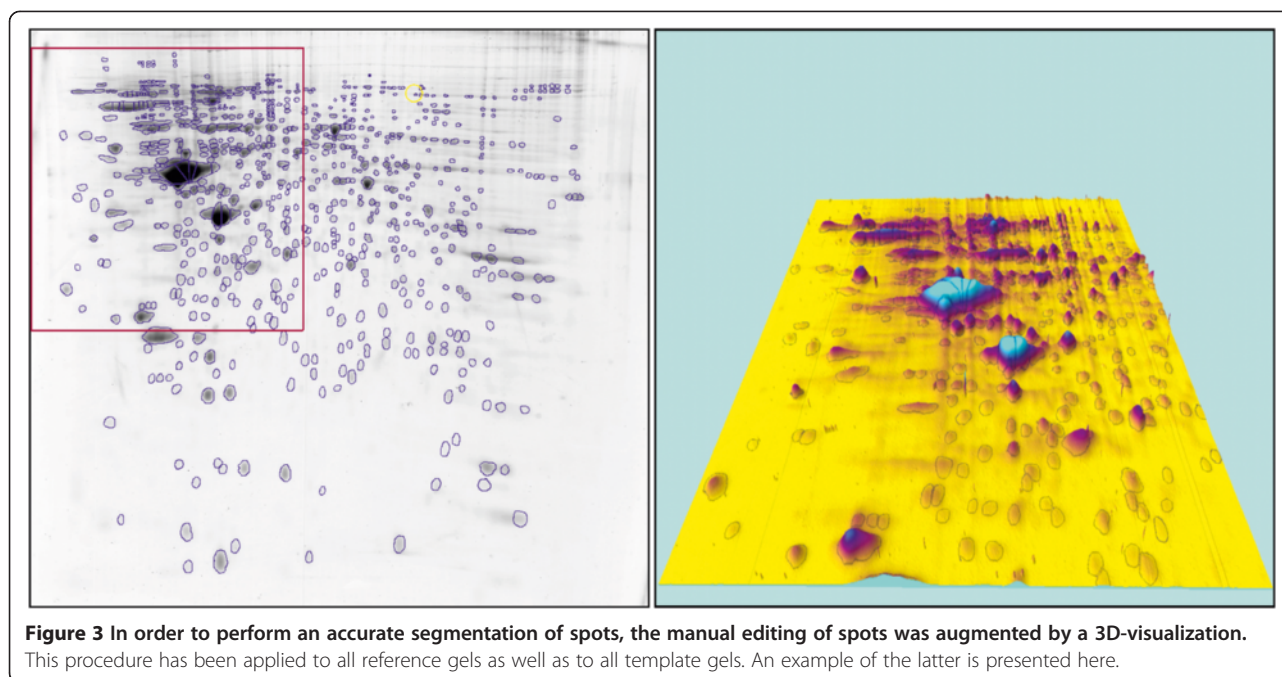 Figure 3 In order to perform an accurate segmentation of spots, the manual editing of spots was augmented by a 3D-visualization.
This procedure has been applied to all reference gels as well as to all template gels. An example of the latter is presented here.